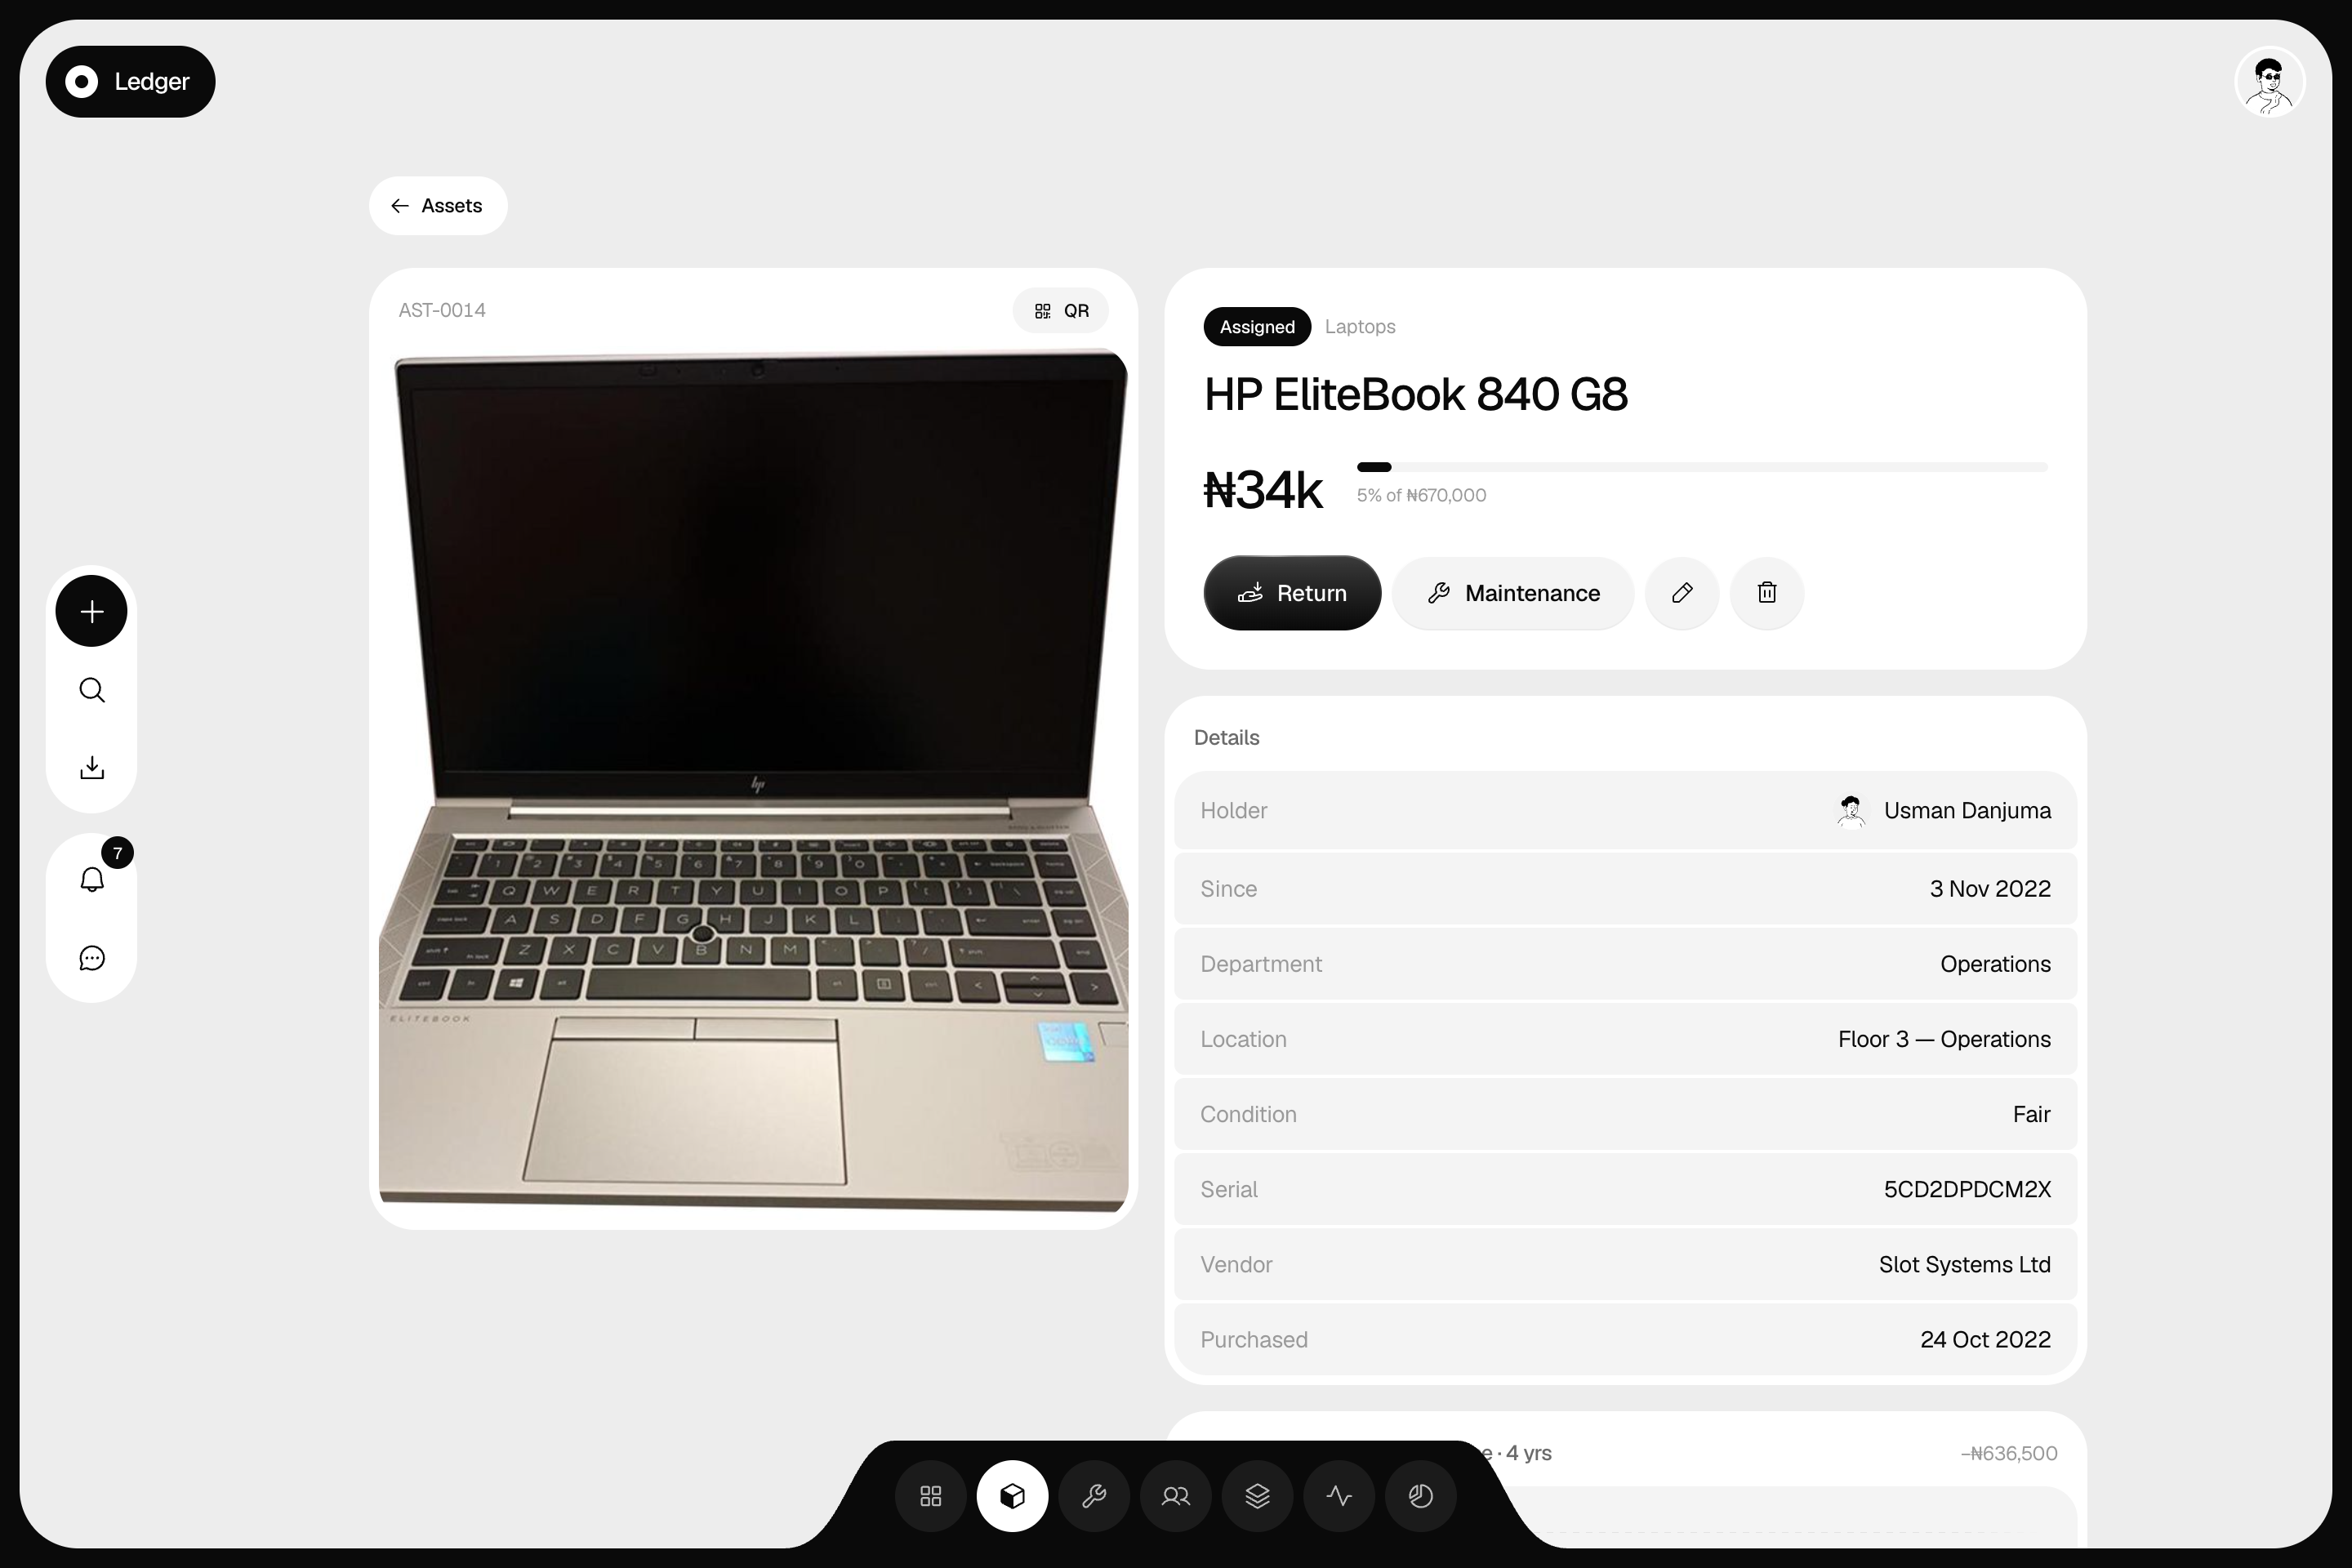 Ledger
Assets
AST-0014
QR
hp
Q W E R T Y U I O P
A S D F G H J K L
Z X C V B N M
ELITEBOOK
Assigned
Laptops
HP EliteBook 840 G8
₦34k
5% of ₦670,000
Return
Maintenance
7
Details
Holder
Usman Danjuma
Since
3 Nov 2022
Department
Operations
Location
Floor 3 — Operations
Condition
Fair
Serial
5CD2DPDCM2X
Vendor
Slot Systems Ltd
Purchased
24 Oct 2022
e · 4 yrs
–₦636,500